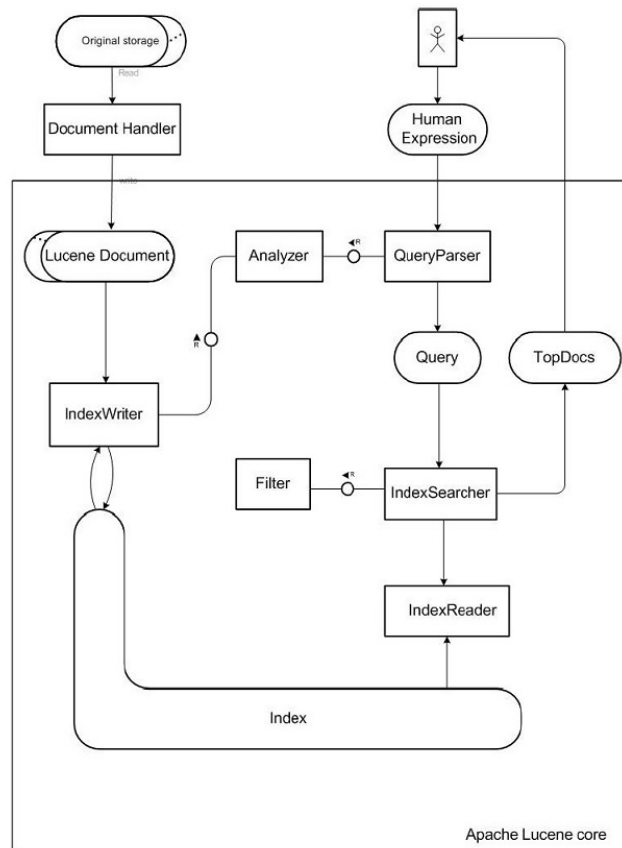 Original storage
Read
Document Handler
Human
Expression
write
Lucene Document
Analyzer
R
QueryParser
R
Query
TopDocs
IndexWriter
Filter
R
IndexSearcher
IndexReader
Index
Apache Lucene core